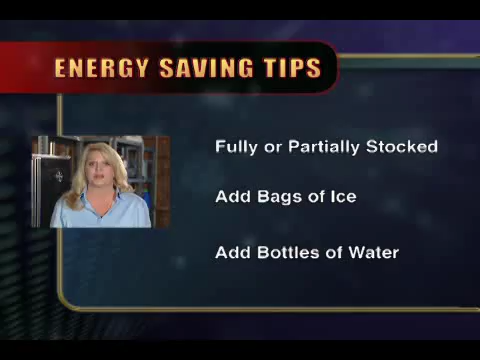 ENERGY SAVING TIPS
Fully or Partially Stocked
Add Bags of Ice
Add Bottles of Water